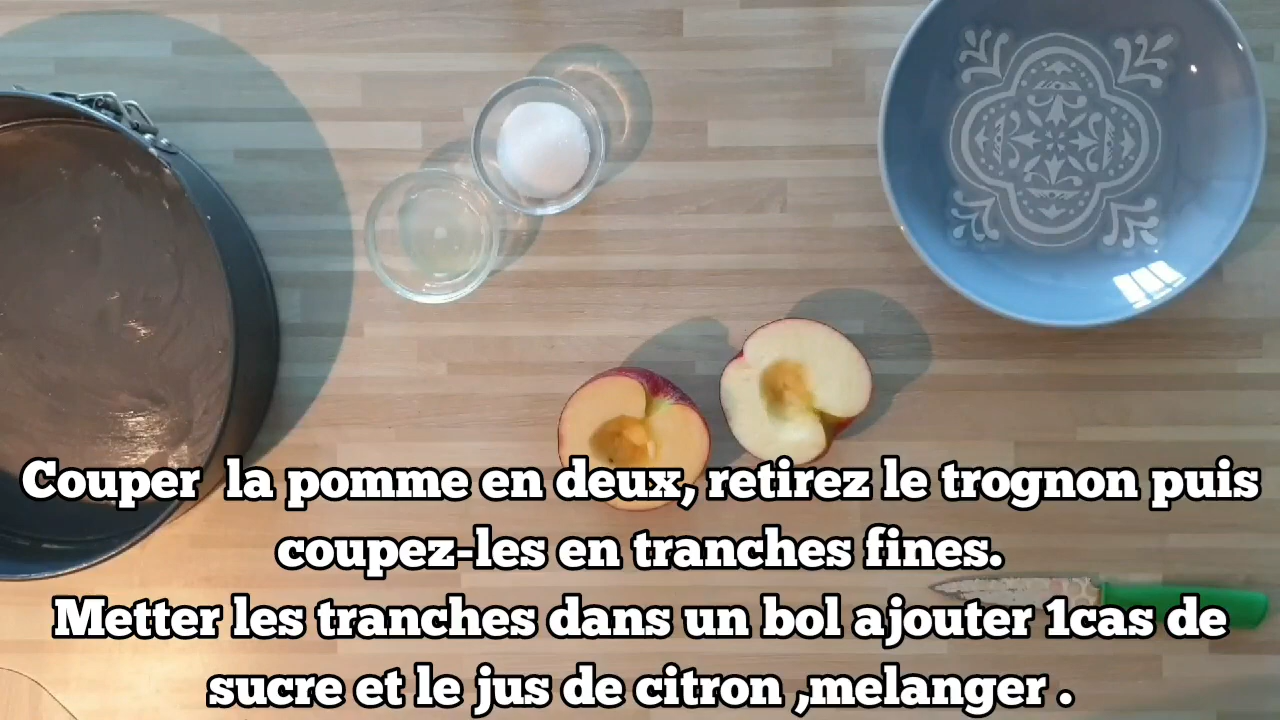 Couper la pomme en deux, retirez le trognon puis
coupez-les en tranches fines.
Metter les tranches dans un bol ajouter 1cas de
sucre et le jus de citron ,melanger .